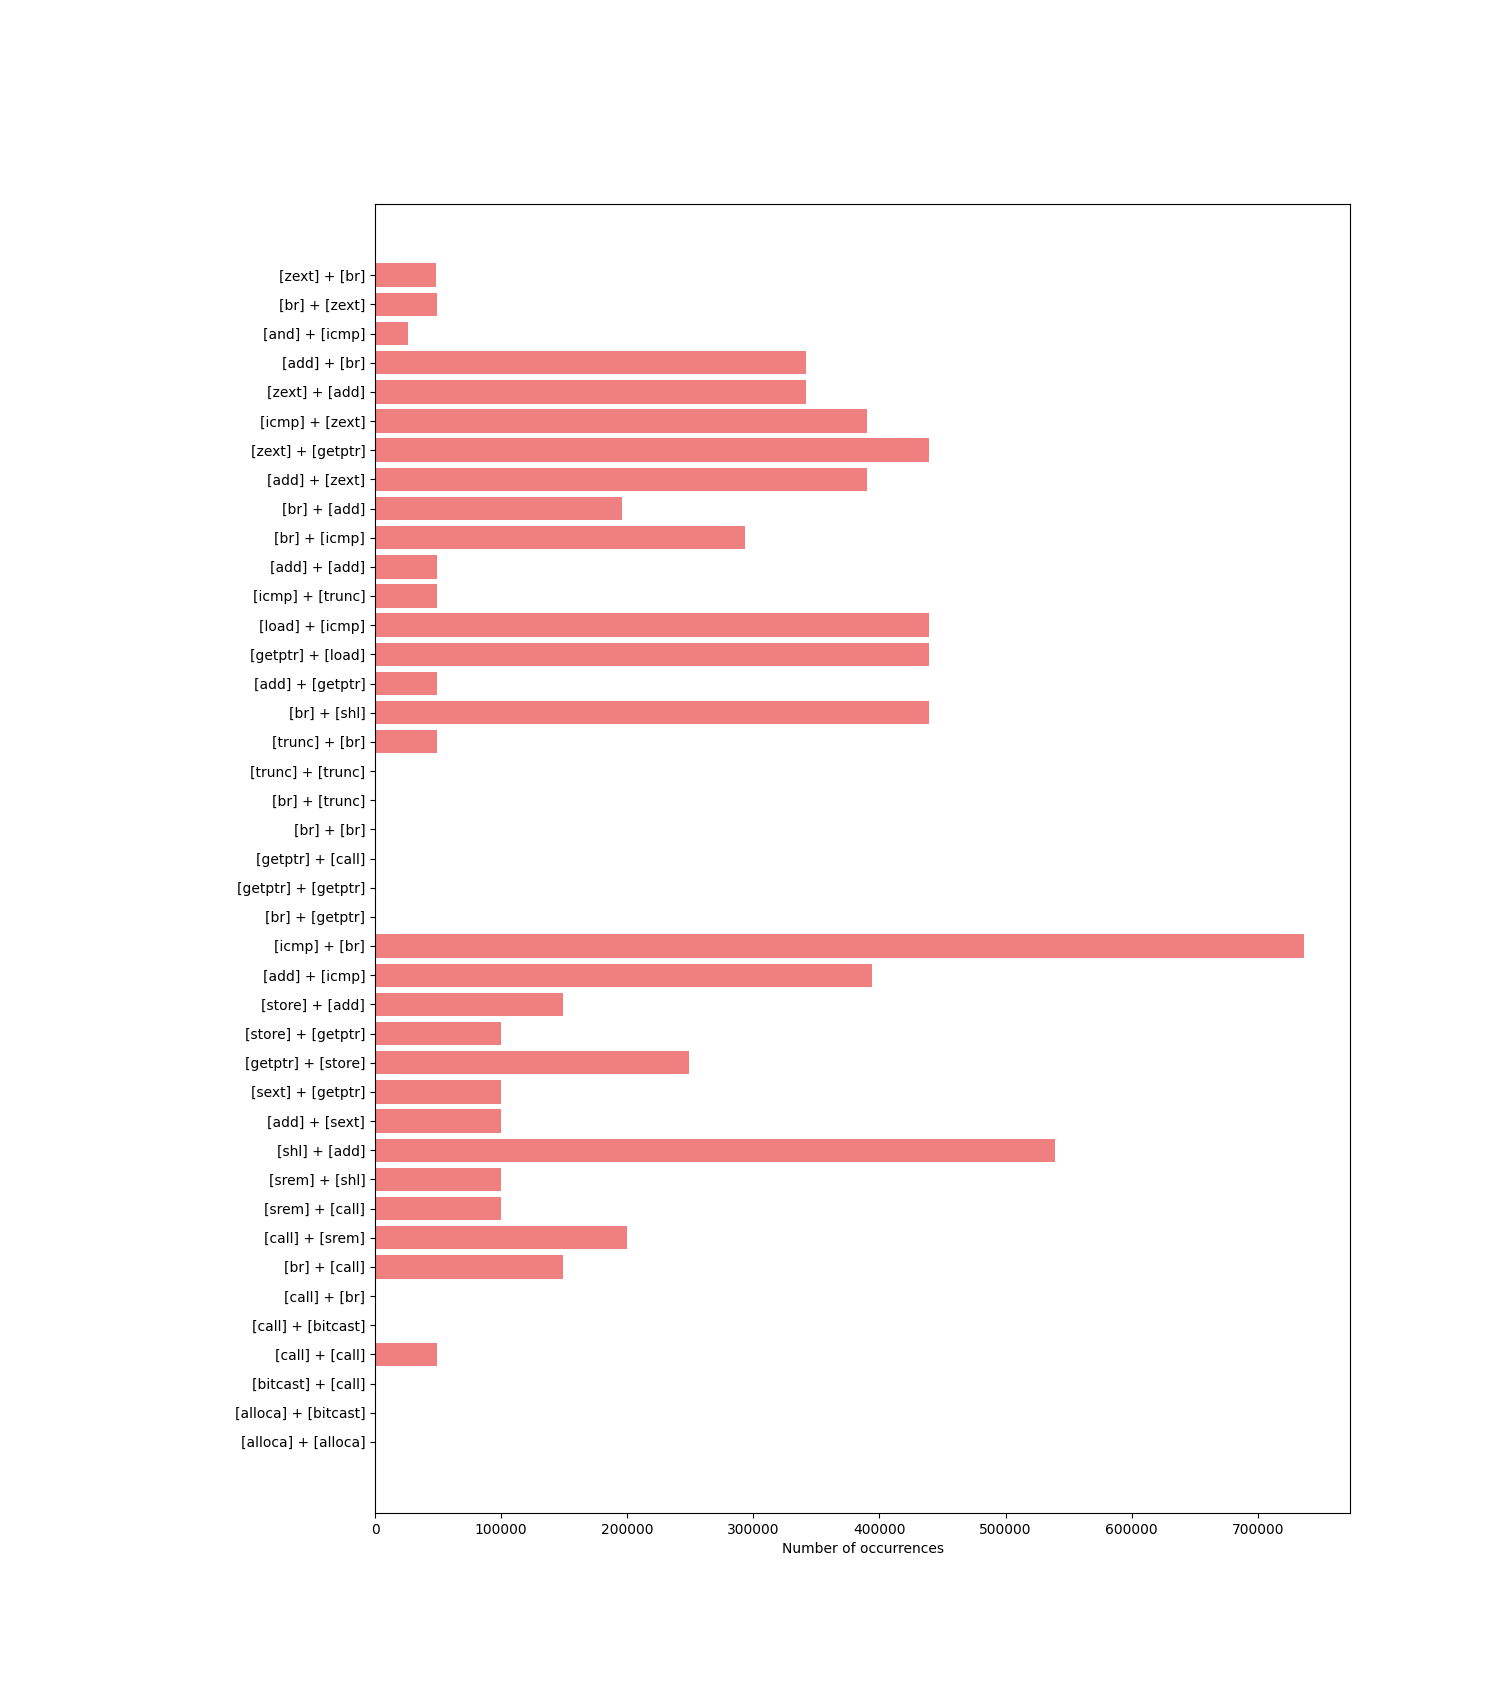 [zext] + [br]
[br] + [zext]
[and] + [icmp]
[add] + [br]
[zext] + [add]
[icmp] + [zext]
[zext] + [getptr]
[add] + [zext]
[br] + [add]
[br] + [icmp]
[add] + [add]
[icmp] + [trunc]
[load] + [icmp]
[getptr] + [load]
[add] + [getptr]
[br] + [shl]
[trunc] + [br]
[trunc] + [trunc]
[br] + [trunc]
[br] + [br]
[getptr] + [call]
[getptr] + [getptr]
[br] + [getptr]
[icmp] + [br]
[add] + [icmp]
[store] + [add]
[store] + [getptr]
[getptr] + [store]
[sext] + [getptr]
[add] + [sext]
[shl] + [add]
[srem] + [shl]
[srem] + [call]
[call] + [srem]
[br] + [call]
[call] + [br]
[call] + [bitcast]
[call] + [call]
[bitcast] + [call]
[alloca] + [bitcast]
[alloca] + [alloca]
0 100000 200000 300000 400000 500000 600000 700000
Number of occurrences